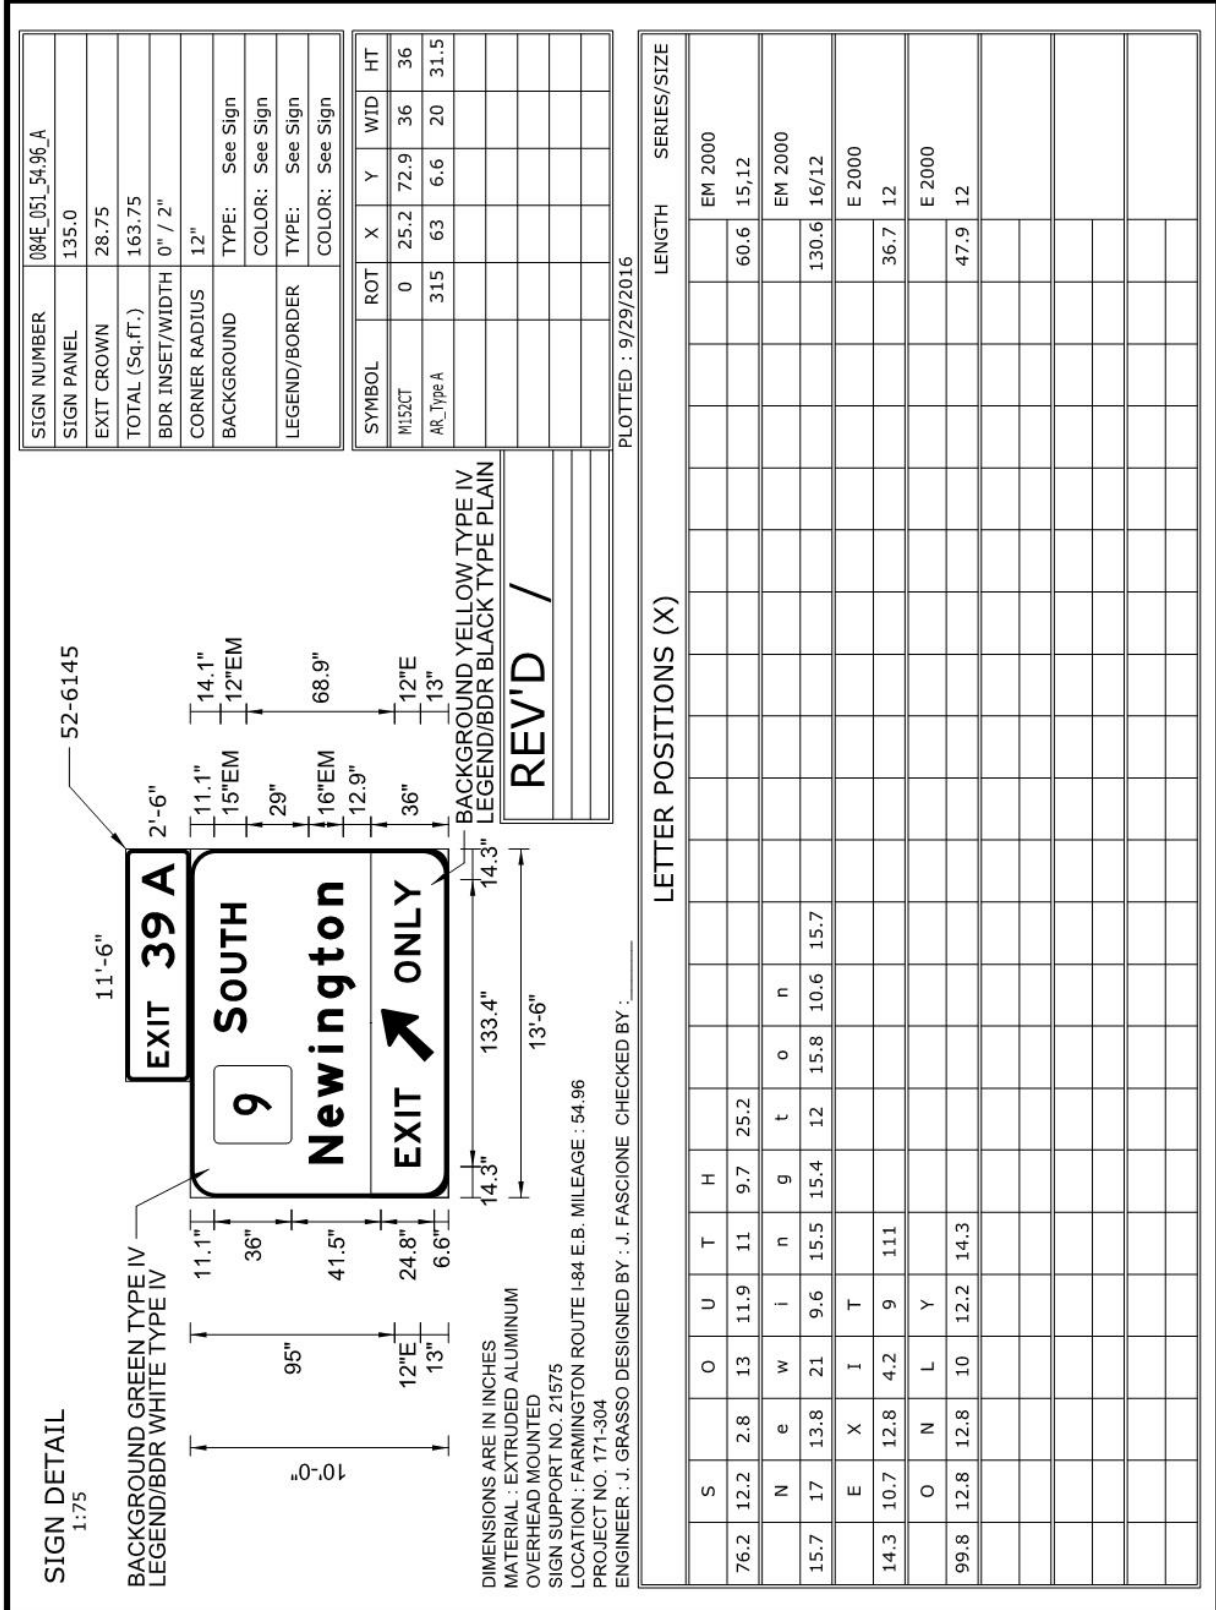 SIGN DETAIL
1:75
BACKGROUND GREEN TYPE IV
LEGEND/BDR WHITE TYPE IV
11'-6"
52-6145
2'-6"
EXIT 39 A
9 SOUTH
Newington
EXIT ONLY
10'-0"
95"
12"E
13"
11.1"
36"
41.5"
24.8"
6.6"
11.1"
15"EM
29"
16"EM
12.9"
36"
14.1"
12"EM
68.9"
12"E
13"
14.3" 133.4" 14.3"
13'-6"
BACKGROUND YELLOW TYPE IV
LEGEND/BDR BLACK TYPE PLAIN
REV'D /
DIMENSIONS ARE IN INCHES
MATERIAL : EXTRUDED ALUMINUM
OVERHEAD MOUNTED
SIGN SUPPORT NO. 21575
LOCATION : FARMINGTON ROUTE I-84 E.B. MILEAGE : 54.96
PROJECT NO. 171-304
ENGINEER : J. GRASSO DESIGNED BY : J. FASCIONE CHECKED BY :
SIGN NUMBER 084E_051_54.96_A
SIGN PANEL 135.0
EXIT CROWN 28.75
TOTAL (Sq.fT.) 163.75
BDR INSET/WIDTH 0" / 2"
CORNER RADIUS 12"
BACKGROUND TYPE: See Sign
COLOR: See Sign
LEGEND/BORDER TYPE: See Sign
COLOR: See Sign
SYMBOL ROT X Y WID HT
M152CT 0 25.2 72.9 36 36
AR_Type A 315 63 6.6 20 31.5
PLOTTED : 9/29/2016
LETTER POSITIONS (X) LENGTH SERIES/SIZE
S O U T H EM 2000
76.2 12.2 2.8 13 11.9 11 9.7 25.2 60.6 15,12
N e w i n g t o n EM 2000
15.7 17 13.8 21 9.6 15.5 15.4 12 15.8 10.6 15.7 130.6 16/12
E X I T E 2000
14.3 10.7 12.8 4.2 9 111 36.7 12
O N L Y E 2000
99.8 12.8 12.8 10 12.2 14.3 47.9 12